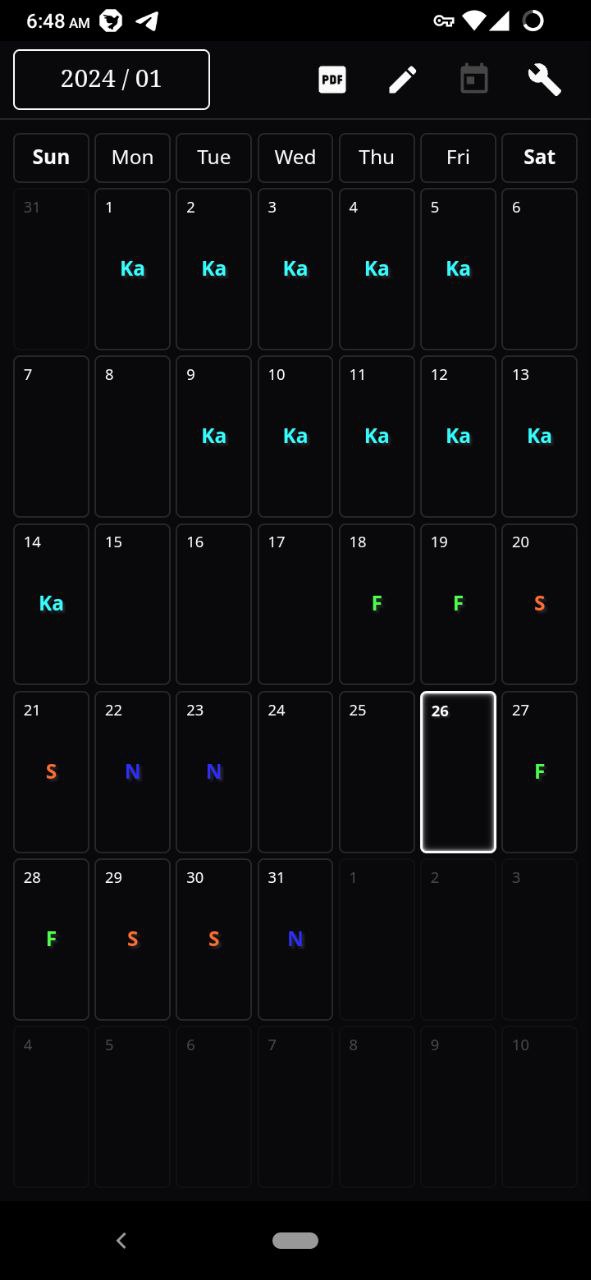 6:48 AM
2024 / 01 PDF
Sun Mon Tue Wed Thu Fri Sat
31 1 2 3 4 5 6
Ka Ka Ka Ka Ka
7 8 9 10 11 12 13
Ka Ka Ka Ka Ka
14 15 16 17 18 19 20
Ka F F S
21 22 23 24 25 26 27
S N N F
28 29 30 31 1 2 3
F S S N
4 5 6 7 8 9 10